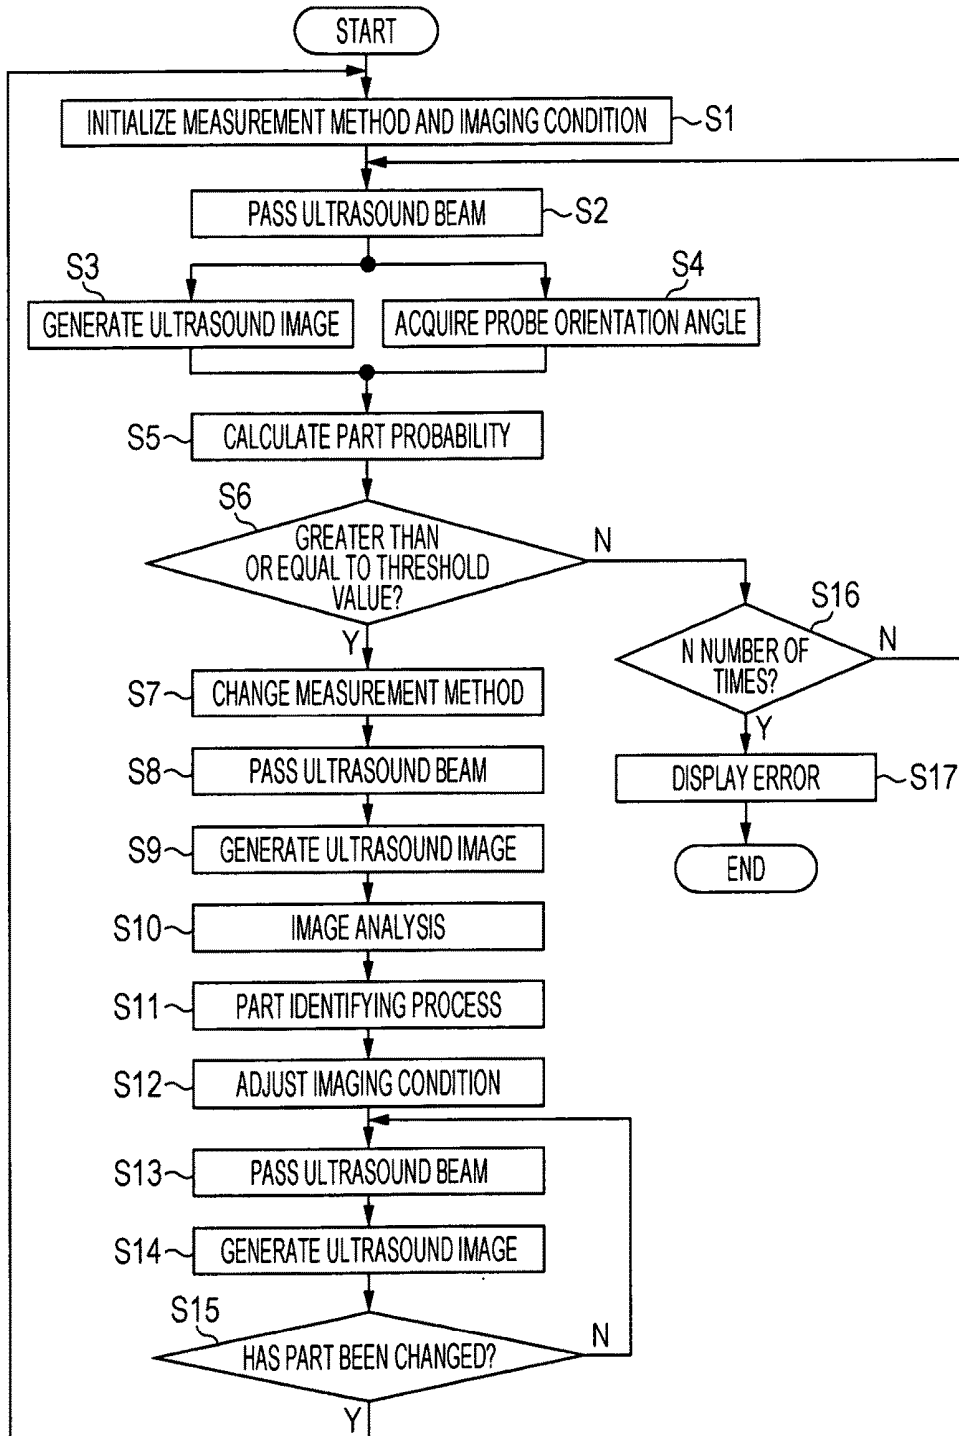 START
INITIALIZE MEASUREMENT METHOD AND IMAGING CONDITION
S1
PASS ULTRASOUND BEAM
S2
S3
GENERATE ULTRASOUND IMAGE
S4
ACQUIRE PROBE ORIENTATION ANGLE
S5
CALCULATE PART PROBABILITY
S6
GREATER THAN
OR EQUAL TO THRESHOLD
VALUE?
N
Y
S16
N NUMBER OF
TIMES?
N
Y
S7
CHANGE MEASUREMENT METHOD
S8
PASS ULTRASOUND BEAM
DISPLAY ERROR
S17
S9
GENERATE ULTRASOUND IMAGE
END
S10
IMAGE ANALYSIS
S11
PART IDENTIFYING PROCESS
S12
ADJUST IMAGING CONDITION
S13
PASS ULTRASOUND BEAM
S14
GENERATE ULTRASOUND IMAGE
S15
HAS PART BEEN CHANGED?
N
Y